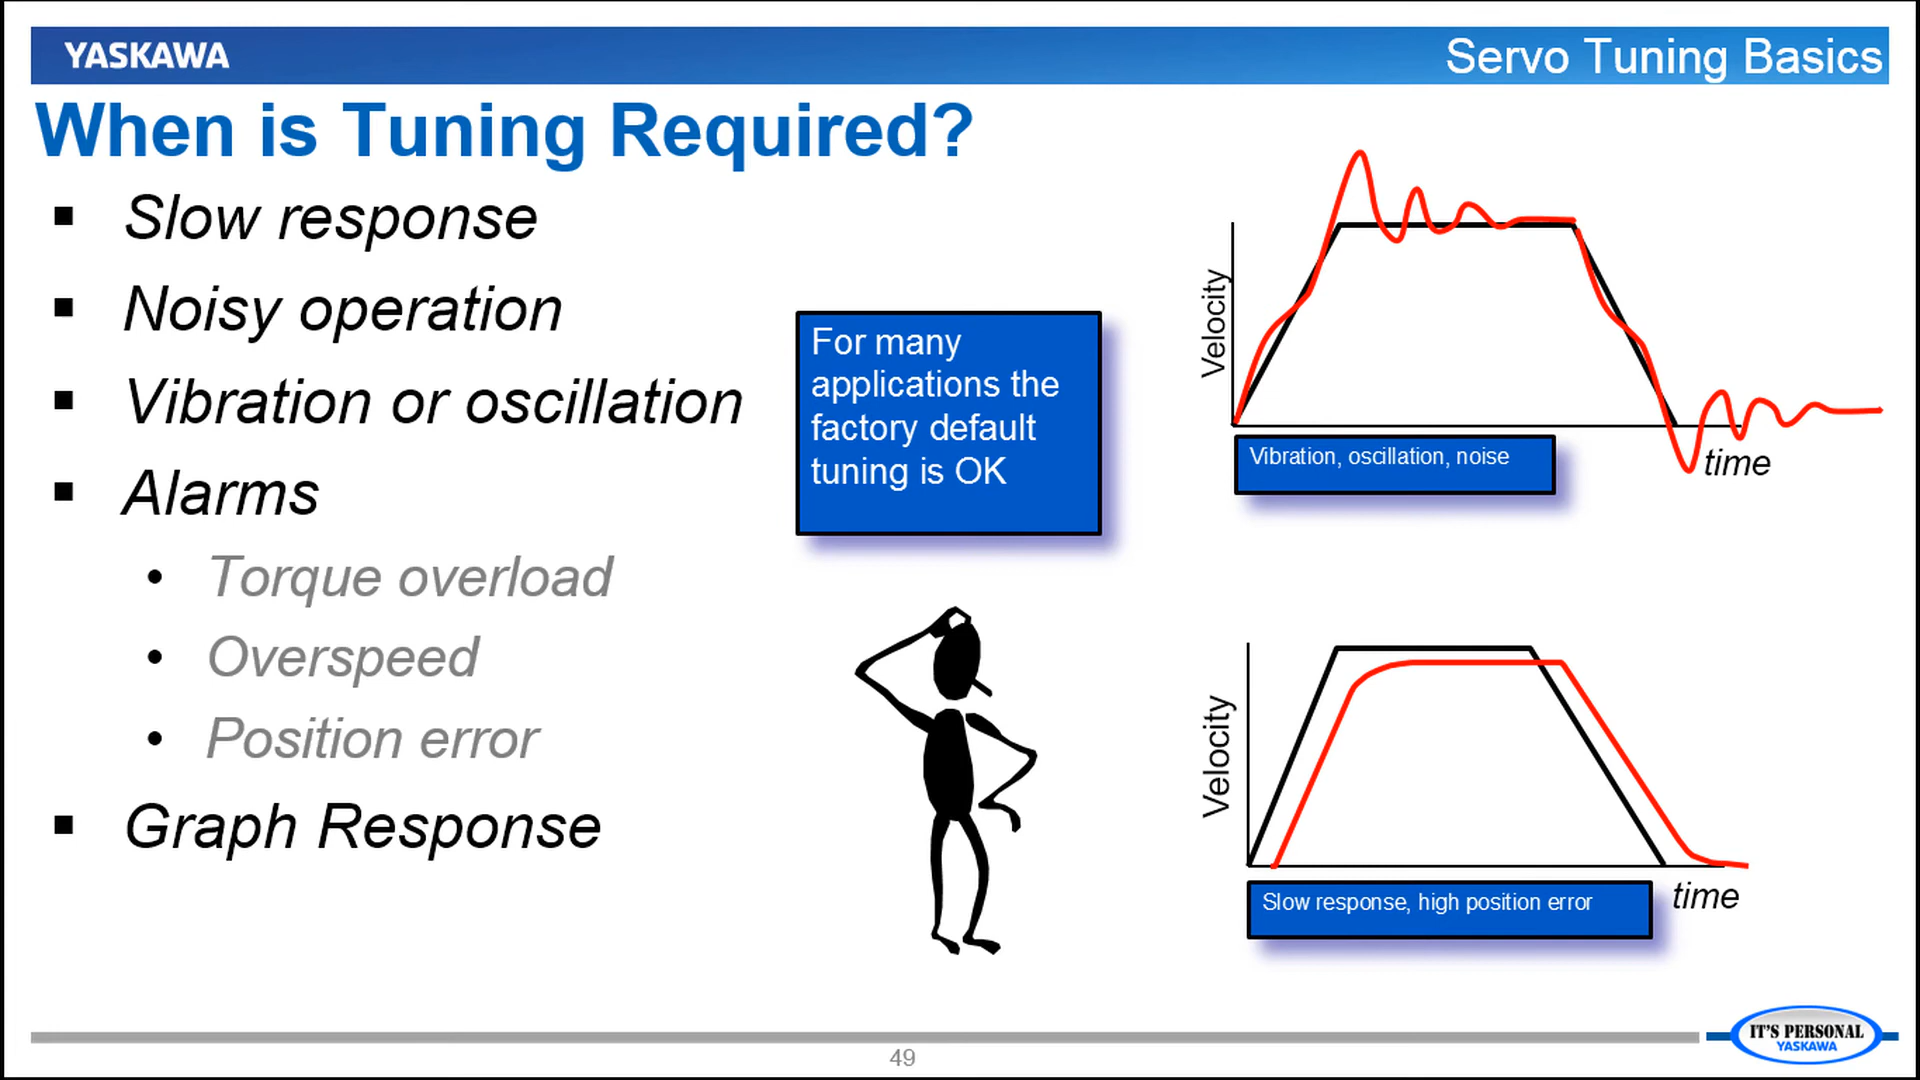 YASKAWA
Servo Tuning Basics
When is Tuning Required?
Slow response
Noisy operation
Vibration or oscillation
Alarms
Torque overload
Overspeed
Position error
Graph Response
For many
applications the
factory default
tuning is OK
Velocity
time
Vibration, oscillation, noise
Velocity
time
Slow response, high position error
49
IT'S PERSONAL
YASKAWA